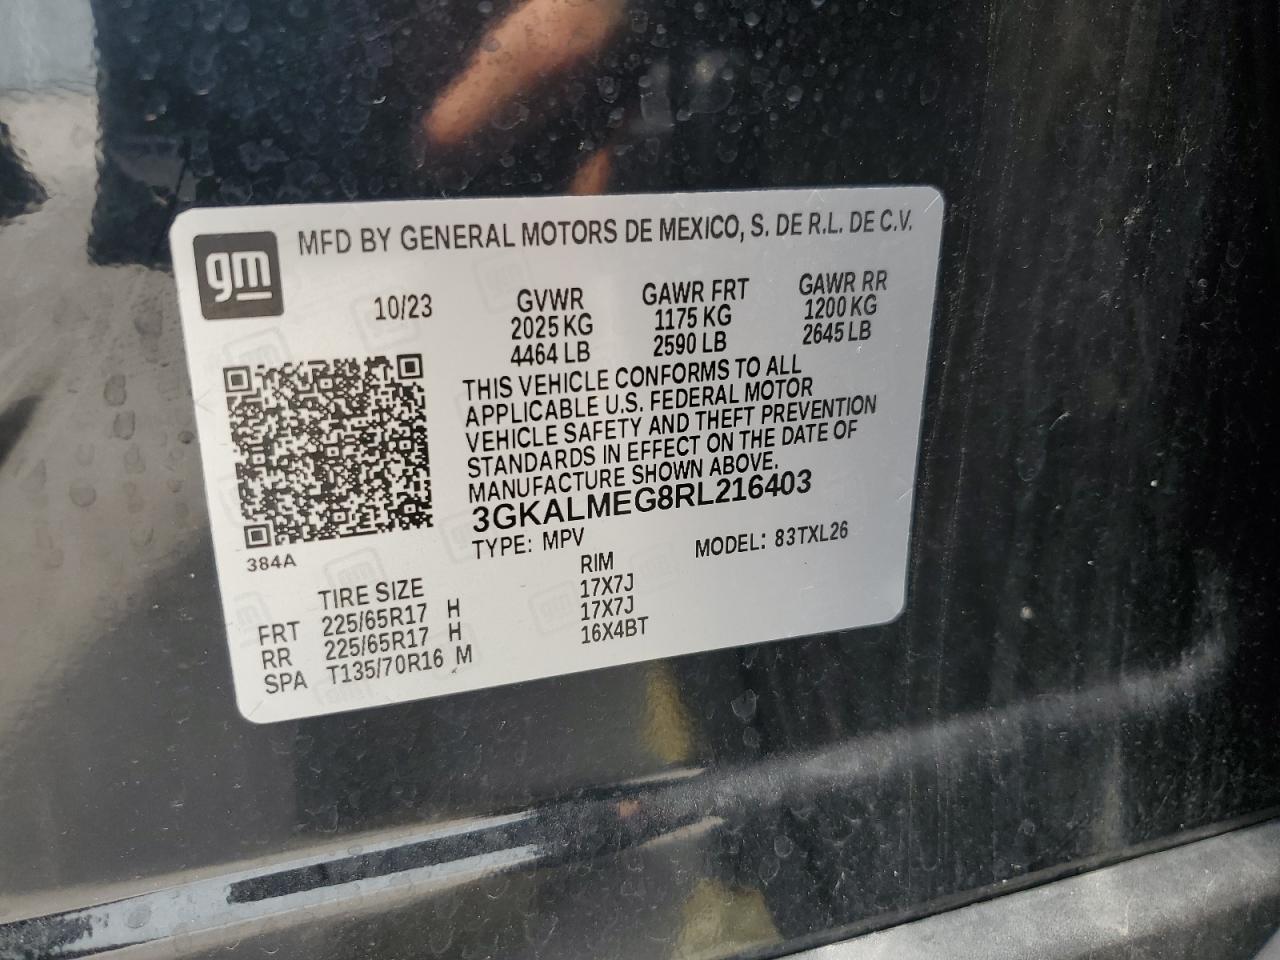 gm
MFD BY GENERAL MOTORS DE MEXICO, S. DE R.L. DE C.V.
10/23
GVWR
2025 KG
4464 LB
GAWR FRT
1175 KG
2590 LB
GAWR RR
1200 KG
2645 LB
THIS VEHICLE CONFORMS TO ALL
APPLICABLE U.S. FEDERAL MOTOR
VEHICLE SAFETY AND THEFT PREVENTION
STANDARDS IN EFFECT ON THE DATE OF
MANUFACTURE SHOWN ABOVE.
3GKALMEG8RL216403
TYPE: MPV MODEL: 83TXL26
384A
TIRE SIZE RIM
FRT 225/65R17 H 17X7J
RR 225/65R17 H 17X7J
SPA T135/70R16 M 16X4BT